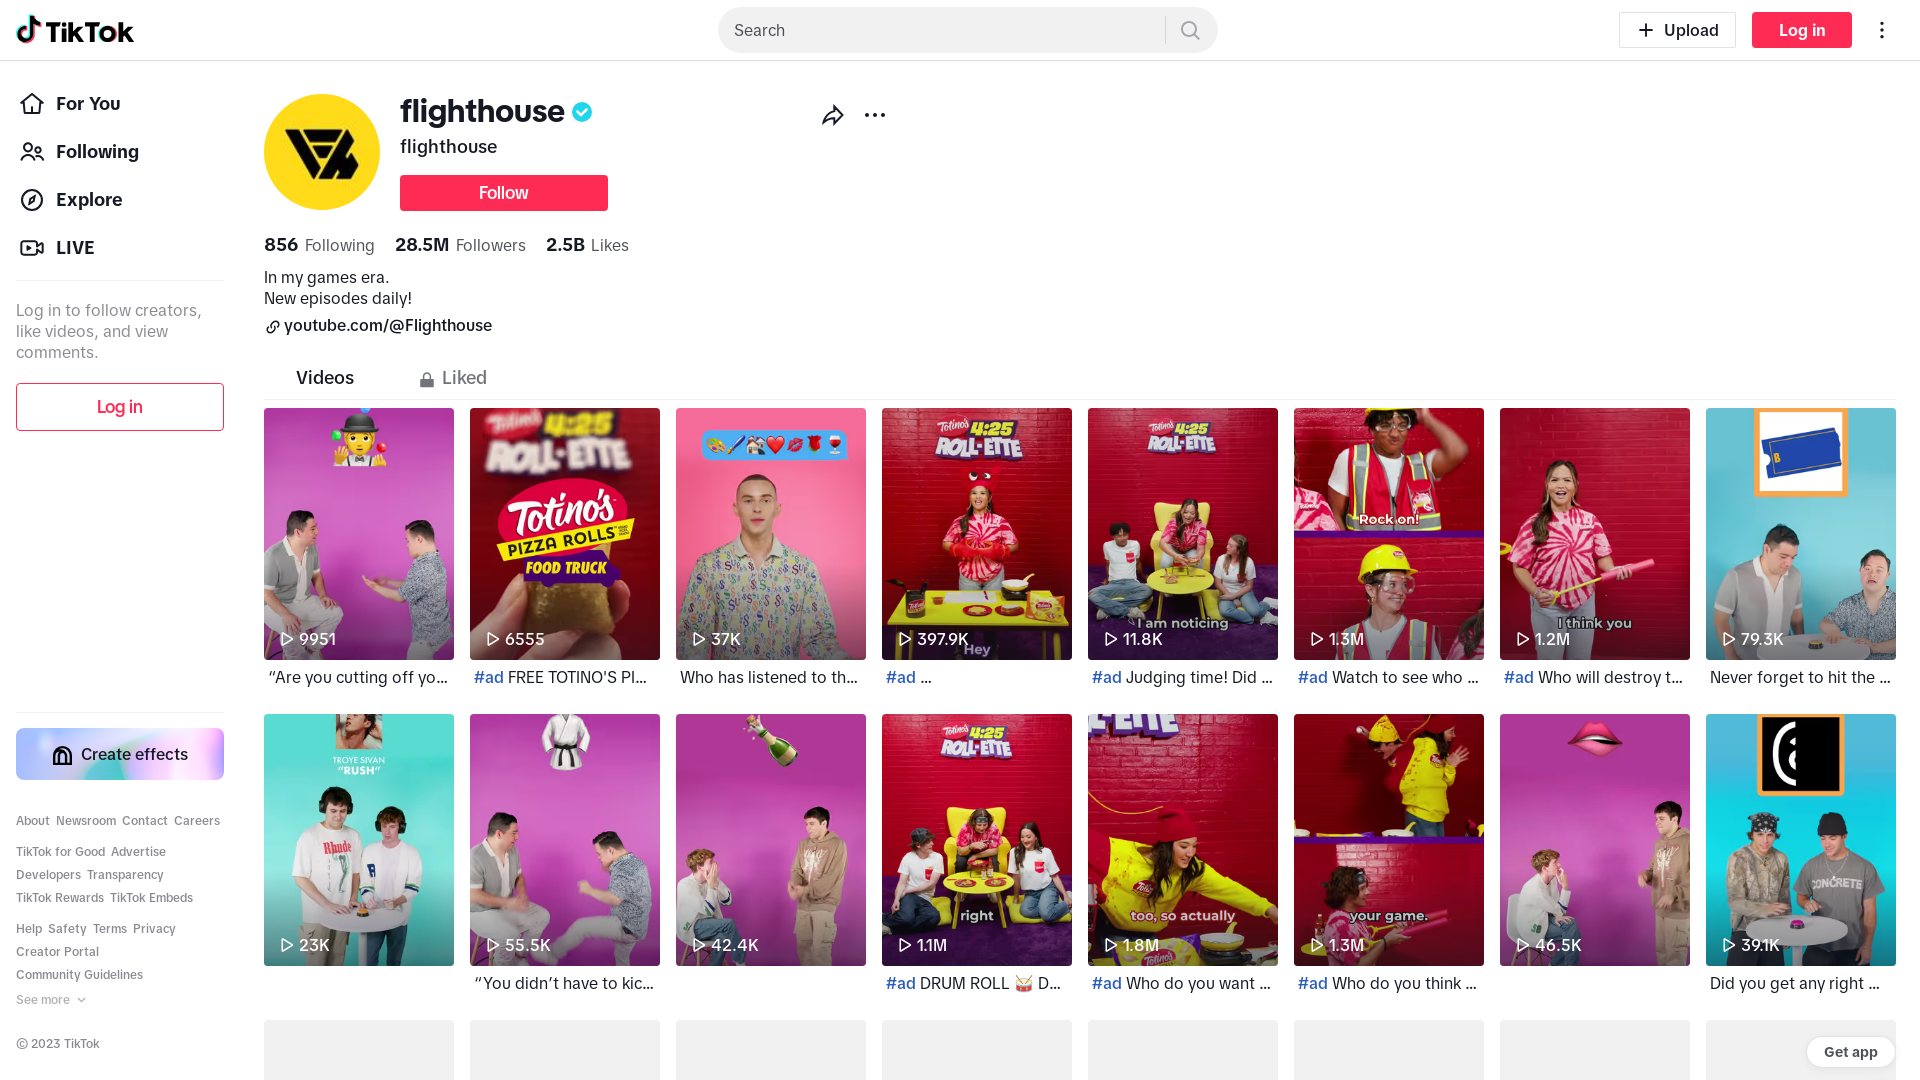 TikTok
Search
Upload
Log in
For You
Following
Explore
LIVE
Log in to follow creators,
like videos, and view
comments.
Log in
Create effects
About Newsroom Contact Careers
TikTok for Good Advertise
Developers Transparency
TikTok Rewards TikTok Embeds
Help Safety Terms Privacy
Creator Portal
Community Guidelines
See more
© 2023 TikTok
flighthouse
flighthouse
Follow
856 Following 28.5M Followers 2.5B Likes
In my games era.
New episodes daily!
youtube.com/@Flighthouse
Videos
Liked
9951
“Are you cutting off yo...
4:25
ROLL-ETTE
Totino's
PIZZA ROLLS
FOOD TRUCK
6555
#ad FREE TOTINO'S PI...
37K
Who has listened to th...
Totino's 4:25
ROLL-ETTE
397.9K
Hey
#ad ...
Totino's 4:25
ROLL-ETTE
I am noticing
11.8K
#ad Judging time! Did ...
Rock on!
1.3M
#ad Watch to see who ...
I think you
1.2M
#ad Who will destroy t...
8
79.3K
Never forget to hit the ...
TROYE SIVAN
“RUSH”
Rhude
23K
55.5K
“You didn’t have to kic...
42.4K
Totino's 4:25
ROLL-ETTE
right
1.1M
#ad DRUM ROLL 🥁 D...
ROLL-ETTE
too, so actually
1.8M
#ad Who do you want ...
your game.
1.3M
#ad Who do you think ...
46.5K
CONCRETE
39.1K
Did you get any right ...
Get app